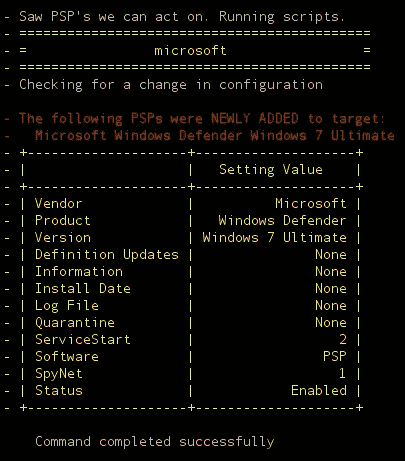 - Saw PSP's we can act on. Running scripts.
- ==========================================
- =               microsoft                =
- ==========================================
- Checking for a change in configuration
- The following PSPs were NEWLY ADDED to target:
-   Microsoft Windows Defender Windows 7 Ultimate
- +--------------------+--------------------+
- |                    |   Setting Value    |
- +--------------------+--------------------+
- | Vendor             |          Microsoft |
- | Product            |   Windows Defender |
- | Version            | Windows 7 Ultimate |
- | Definition Updates |               None |
- | Information        |               None |
- | Install Date       |               None |
- | Log File           |               None |
- | Quarantine         |               None |
- | ServiceStart       |                  2 |
- | Software           |                PSP |
- | SpyNet             |                  1 |
- | Status             |            Enabled |
- +--------------------+--------------------+
Command completed successfully